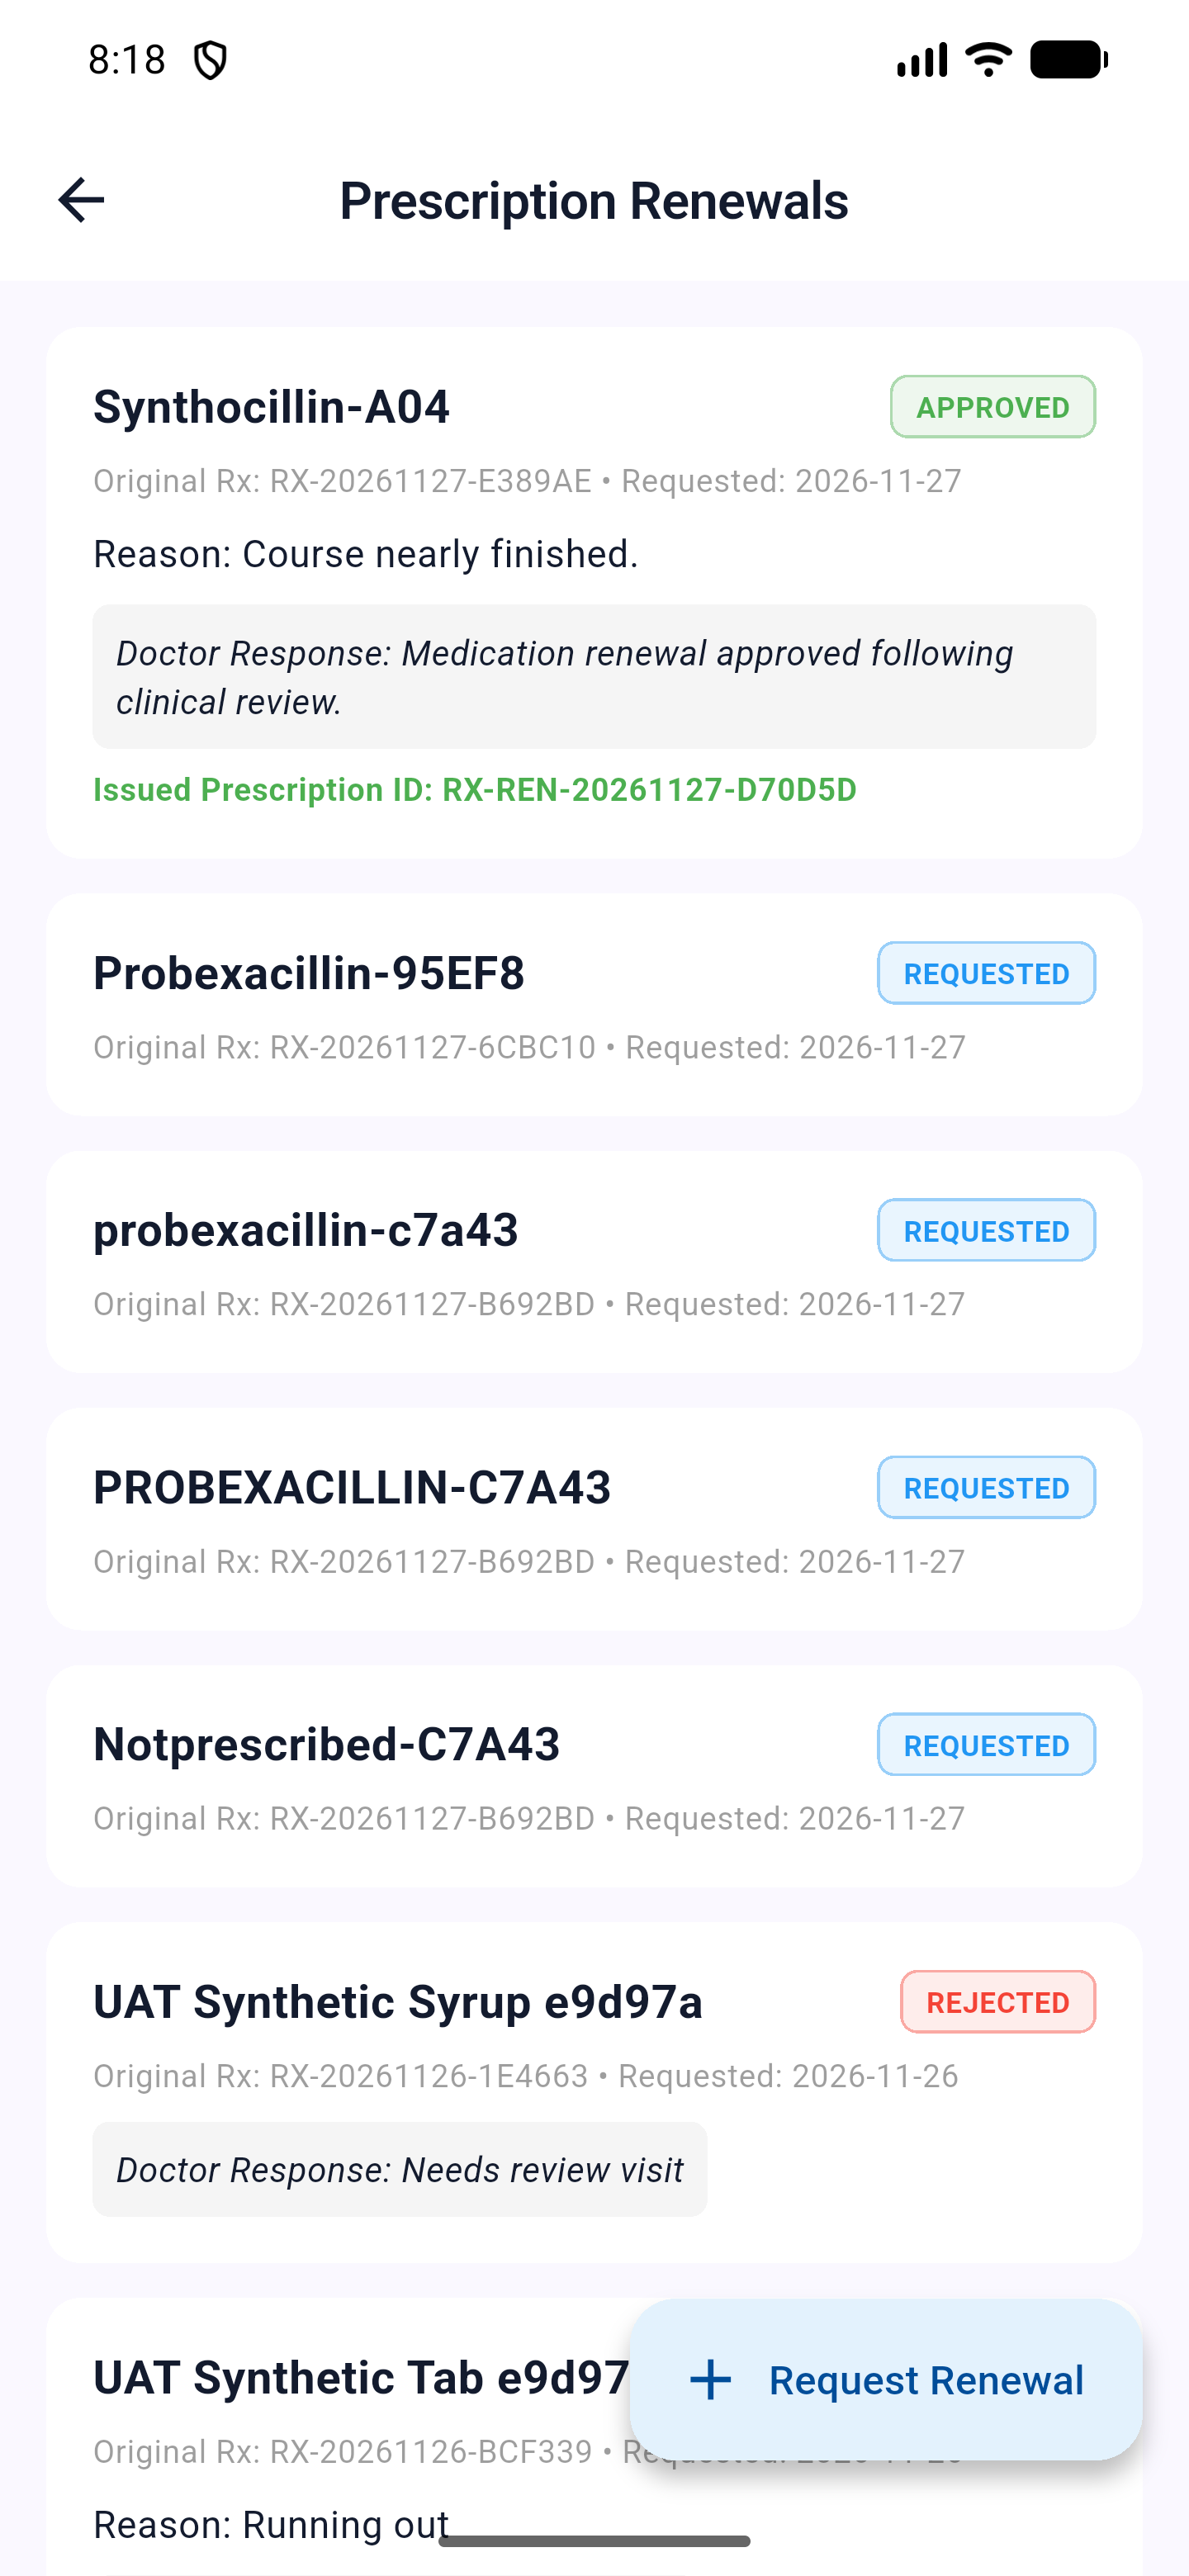 8:18
Prescription Renewals
Synthocillin-A04
APPROVED
Original Rx: RX-20261127-E389AE • Requested: 2026-11-27
Reason: Course nearly finished.
Doctor Response: Medication renewal approved following
clinical review.
Issued Prescription ID: RX-REN-20261127-D70D5D
Probexacillin-95EF8
REQUESTED
Original Rx: RX-20261127-6CBC10 • Requested: 2026-11-27
probexacillin-c7a43
REQUESTED
Original Rx: RX-20261127-B692BD • Requested: 2026-11-27
PROBEXACILLIN-C7A43
REQUESTED
Original Rx: RX-20261127-B692BD • Requested: 2026-11-27
Notprescribed-C7A43
REQUESTED
Original Rx: RX-20261127-B692BD • Requested: 2026-11-27
UAT Synthetic Syrup e9d97a
REJECTED
Original Rx: RX-20261126-1E4663 • Requested: 2026-11-26
Doctor Response: Needs review visit
UAT Synthetic Tab e9d97
Request Renewal
Original Rx: RX-20261126-BCF339 •
Reason: Running out